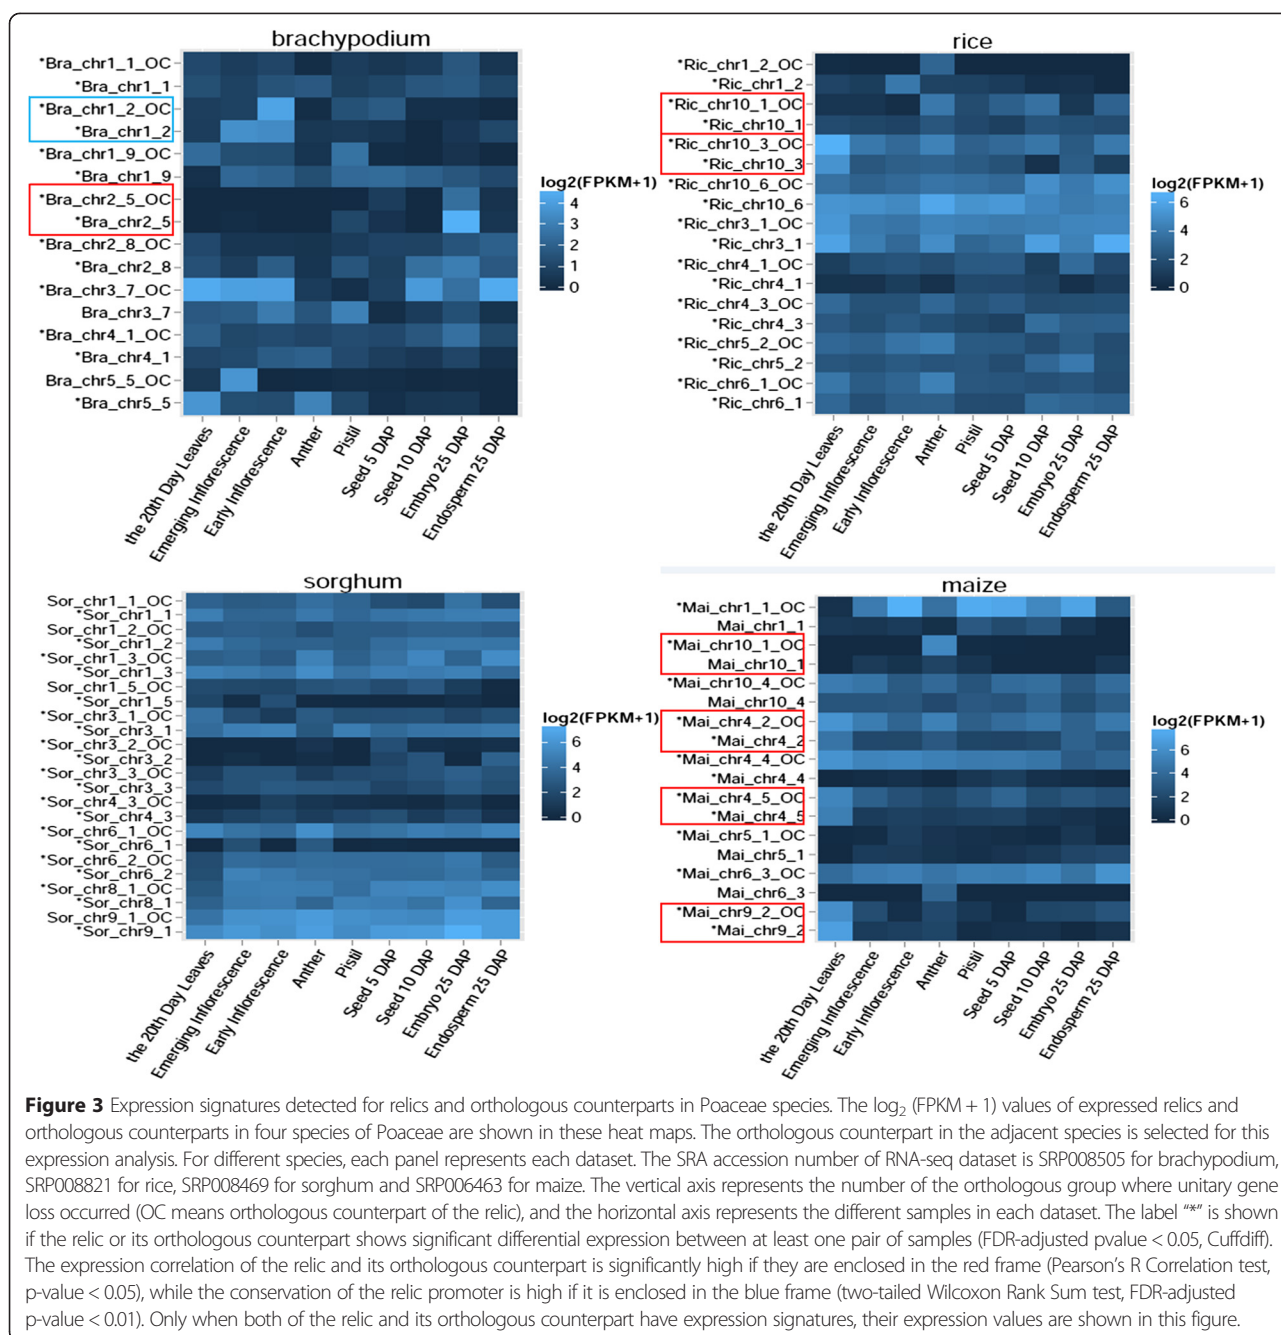 brachypodium
*Bra_chr1_1_OC
*Bra_chr1_1
*Bra_chr1_2_OC
*Bra_chr1_2
*Bra_chr1_9_OC
*Bra_chr1_9
*Bra_chr2_5_OC
*Bra_chr2_5
*Bra_chr2_8_OC
*Bra_chr2_8
*Bra_chr3_7_OC
Bra_chr3_7
*Bra_chr4_1_OC
*Bra_chr4_1
Bra_chr5_5_OC
*Bra_chr5_5
log2(FPKM+1)
4
3
2
1
0
the 20th Day Leaves
Emerging Inflorescence
Early Inflorescence
Anther
Pistil
Seed 5 DAP
Seed 10 DAP
Embryo 25 DAP
Endosperm 25 DAP
rice
*Ric_chr1_2_OC
*Ric_chr1_2
*Ric_chr10_1_OC
*Ric_chr10_1
*Ric_chr10_3_OC
*Ric_chr10_3
*Ric_chr10_6_OC
*Ric_chr10_6
*Ric_chr3_1_OC
*Ric_chr3_1
*Ric_chr4_1_OC
*Ric_chr4_1
*Ric_chr4_3_OC
*Ric_chr4_3
*Ric_chr5_2_OC
*Ric_chr5_2
*Ric_chr6_1_OC
*Ric_chr6_1
log2(FPKM+1)
6
4
2
0
the 20th Day Leaves
Emerging Inflorescence
Early Inflorescence
Anther
Pistil
Seed 5 DAP
Seed 10 DAP
Embryo 25 DAP
Endosperm 25 DAP
sorghum
Sor_chr1_1_OC
*Sor_chr1_1
Sor_chr1_2_OC
*Sor_chr1_2
*Sor_chr1_3_OC
*Sor_chr1_3
Sor_chr1_5_OC
*Sor_chr1_5
*Sor_chr3_1_OC
*Sor_chr3_1
*Sor_chr3_2_OC
*Sor_chr3_2
*Sor_chr3_3_OC
*Sor_chr3_3
*Sor_chr4_3_OC
*Sor_chr4_3
*Sor_chr6_1_OC
*Sor_chr6_1
*Sor_chr6_2_OC
*Sor_chr6_2
*Sor_chr8_1_OC
*Sor_chr8_1
Sor_chr9_1_OC
*Sor_chr9_1
log2(FPKM+1)
6
4
2
0
the 20th Day Leaves
Emerging Inflorescence
Early Inflorescence
Anther
Pistil
Seed 5 DAP
Seed 10 DAP
Embryo 25 DAP
Endosperm 25 DAP
maize
*Mai_chr1_1_OC
Mai_chr1_1
*Mai_chr10_1_OC
Mai_chr10_1
*Mai_chr10_4_OC
Mai_chr10_4
*Mai_chr4_2_OC
*Mai_chr4_2
*Mai_chr4_4_OC
*Mai_chr4_4
*Mai_chr4_5_OC
*Mai_chr4_5
*Mai_chr5_1_OC
Mai_chr5_1
*Mai_chr6_3_OC
Mai_chr6_3
*Mai_chr9_2_OC
*Mai_chr9_2
log2(FPKM+1)
6
4
2
0
the 20th Day Leaves
Emerging Inflorescence
Early Inflorescence
Anther
Pistil
Seed 5 DAP
Seed 10 DAP
Embryo 25 DAP
Endosperm 25 DAP
Figure 3 Expression signatures detected for relics and orthologous counterparts in Poaceae species. The log₂ (FPKM + 1) values of expressed relics and
orthologous counterparts in four species of Poaceae are shown in these heat maps. The orthologous counterpart in the adjacent species is selected for this
expression analysis. For different species, each panel represents each dataset. The SRA accession number of RNA-seq dataset is SRP008505 for brachypodium,
SRP008821 for rice, SRP008469 for sorghum and SRP006463 for maize. The vertical axis represents the number of the orthologous group where unitary gene
loss occurred (OC means orthologous counterpart of the relic), and the horizontal axis represents the different samples in each dataset. The label “*” is shown
if the relic or its orthologous counterpart shows significant differential expression between at least one pair of samples (FDR-adjusted pvalue < 0.05, Cuffdiff).
The expression correlation of the relic and its orthologous counterpart is significantly high if they are enclosed in the red frame (Pearson’s R Correlation test,
p-value < 0.05), while the conservation of the relic promoter is high if it is enclosed in the blue frame (two-tailed Wilcoxon Rank Sum test, FDR-adjusted
p-value < 0.01). Only when both of the relic and its orthologous counterpart have expression signatures, their expression values are shown in this figure.